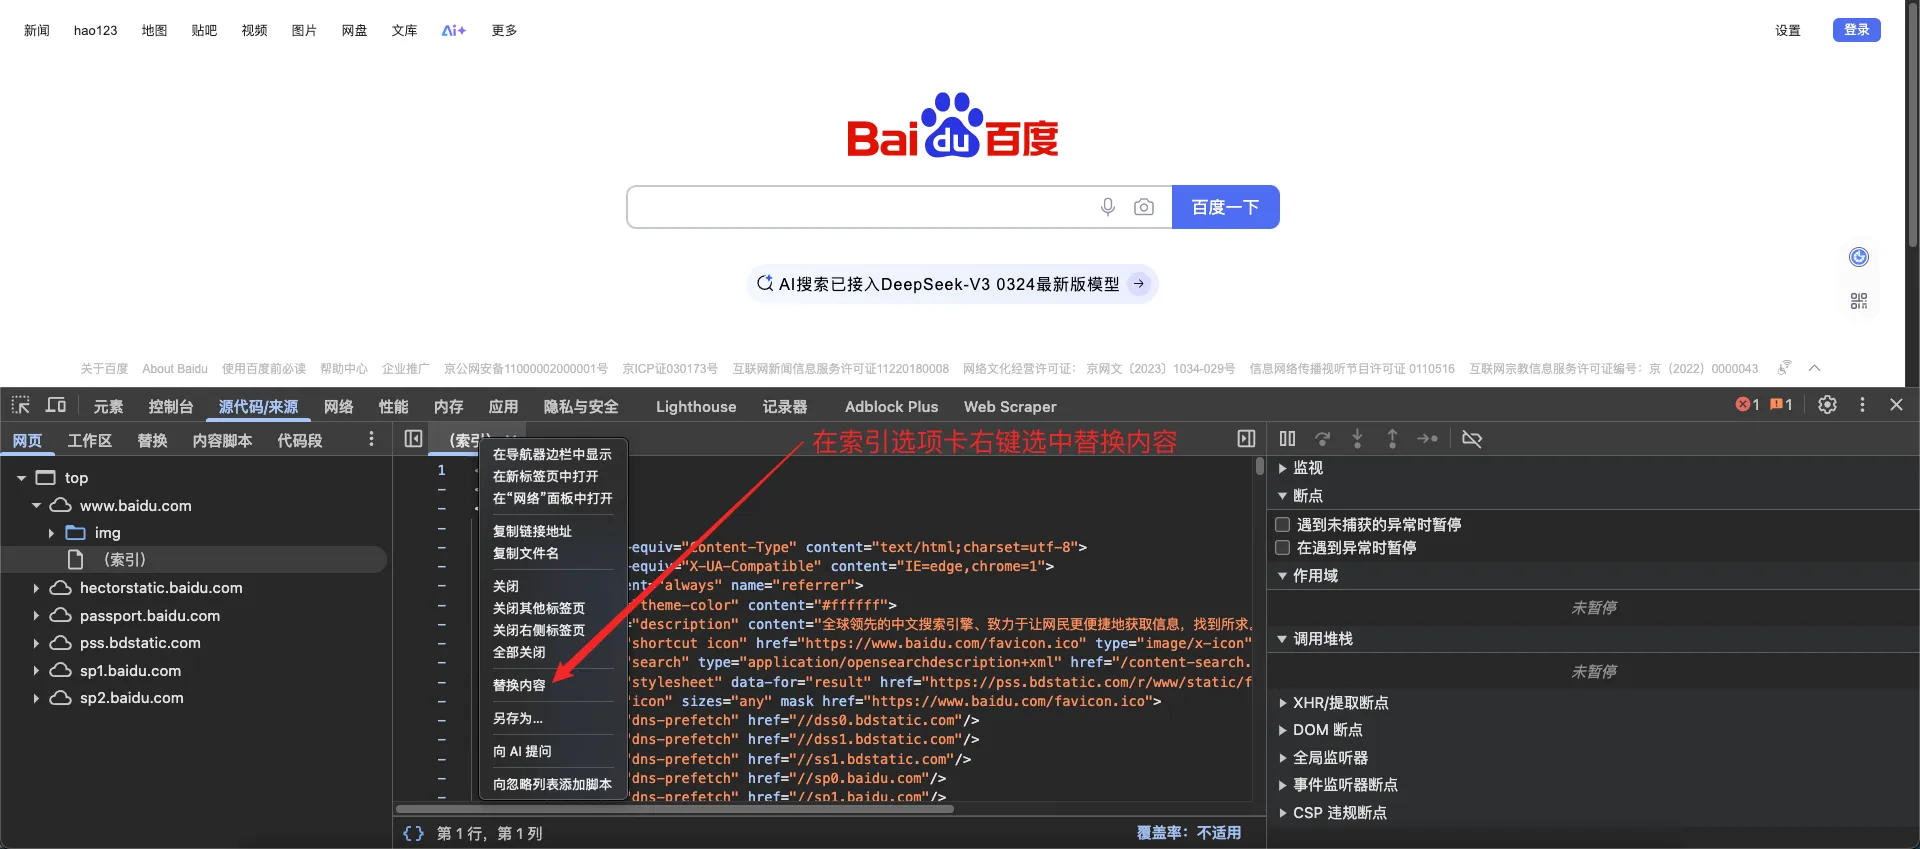 新闻 hao123 地图 贴吧 视频 图片 网盘 文库 Ai+ 更多 设置 登录
Bai du 百度
百度一下
AI搜索已接入DeepSeek-V3 0324最新版模型
关于百度 About Baidu 使用百度前必读 帮助中心 企业推广 京公网安备11000002000001号 京ICP证030173号 互联网新闻信息服务许可证11220180008 网络文化经营许可证：京网文〔2023〕1034-029号 信息网络传播视听节目许可证 0110516 互联网宗教信息服务许可证编号：京（2022）0000043
元素 控制台 源代码/来源 网络 性能 内存 应用 隐私与安全 Lighthouse 记录器 Adblock Plus Web Scraper 1 1
网页 工作区 替换 内容脚本 代码段
top
www.baidu.com
img
（索引）
hectorstatic.baidu.com
passport.baidu.com
pss.bdstatic.com
sp1.baidu.com
sp2.baidu.com
在索引选项卡右键选中替换内容
在导航器边栏中显示
在新标签页中打开
在“网络”面板中打开
复制链接地址
复制文件名
关闭
关闭其他标签页
关闭右侧标签页
全部关闭
替换内容
另存为...
向 AI 提问
向忽略列表添加脚本
1
-equiv="Content-Type" content="text/html;charset=utf-8">
-equiv="X-UA-Compatible" content="IE=edge,chrome=1">
nt="always" name="referrer">
"theme-color" content="#ffffff">
"description" content="全球领先的中文搜索引擎、致力于让网民更便捷地获取信息，找到所求。
"shortcut icon" href="https://www.baidu.com/favicon.ico" type="image/x-icon"
"search" type="application/opensearchdescription+xml" href="/content-search.
"stylesheet" data-for="result" href="https://pss.bdstatic.com/r/www/static/f
"icon" sizes="any" mask href="https://www.baidu.com/favicon.ico">
"dns-prefetch" href="//dss0.bdstatic.com"/>
"dns-prefetch" href="//dss1.bdstatic.com"/>
"dns-prefetch" href="//ss1.bdstatic.com"/>
"dns-prefetch" href="//sp0.baidu.com"/>
"dns-prefetch" href="//sp1.baidu.com"/>
{} 第 1 行，第 1 列 覆盖率：不适用
监视
断点
遇到未捕获的异常时暂停
在遇到异常时暂停
作用域
未暂停
调用堆栈
未暂停
XHR/提取断点
DOM 断点
全局监听器
事件监听器断点
CSP 违规断点